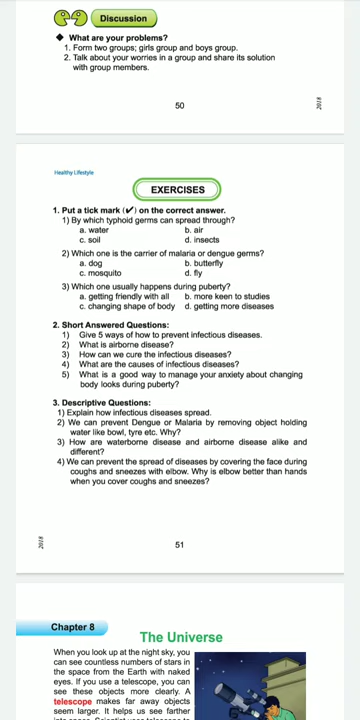 Discussion
◆ What are your problems?
1. Form two groups; girls group and boys group.
2. Talk about your worries in a group and share its solution
with group members.
50
2018
Healthy Lifestyle
EXERCISES
1. Put a tick mark (✔) on the correct answer.
1) By which typhoid germs can spread through?
a. water b. air
c. soil d. insects
2) Which one is the carrier of malaria or dengue germs?
a. dog b. butterfly
c. mosquito d. fly
3) Which one usually happens during puberty?
a. getting friendly with all b. more keen to studies
c. changing shape of body d. getting more diseases
2. Short Answered Questions:
1) Give 5 ways of how to prevent infectious diseases.
2) What is airborne disease?
3) How can we cure the infectious diseases?
4) What are the causes of infectious diseases?
5) What is a good way to manage your anxiety about changing
body looks during puberty?
3. Descriptive Questions:
1) Explain how infectious diseases spread.
2) We can prevent Dengue or Malaria by removing object holding
water like bowl, tyre etc. Why?
3) How are waterborne disease and airborne disease alike and
different?
4) We can prevent the spread of diseases by covering the face during
coughs and sneezes with elbow. Why is elbow better than hands
when you cover coughs and sneezes?
2018
51
Chapter 8
The Universe
When you look up at the night sky, you
can see countless numbers of stars in
the space from the Earth with naked
eyes. If you use a telescope, you can
see these objects more clearly. A
telescope makes far away objects
seem larger. It helps us see farther